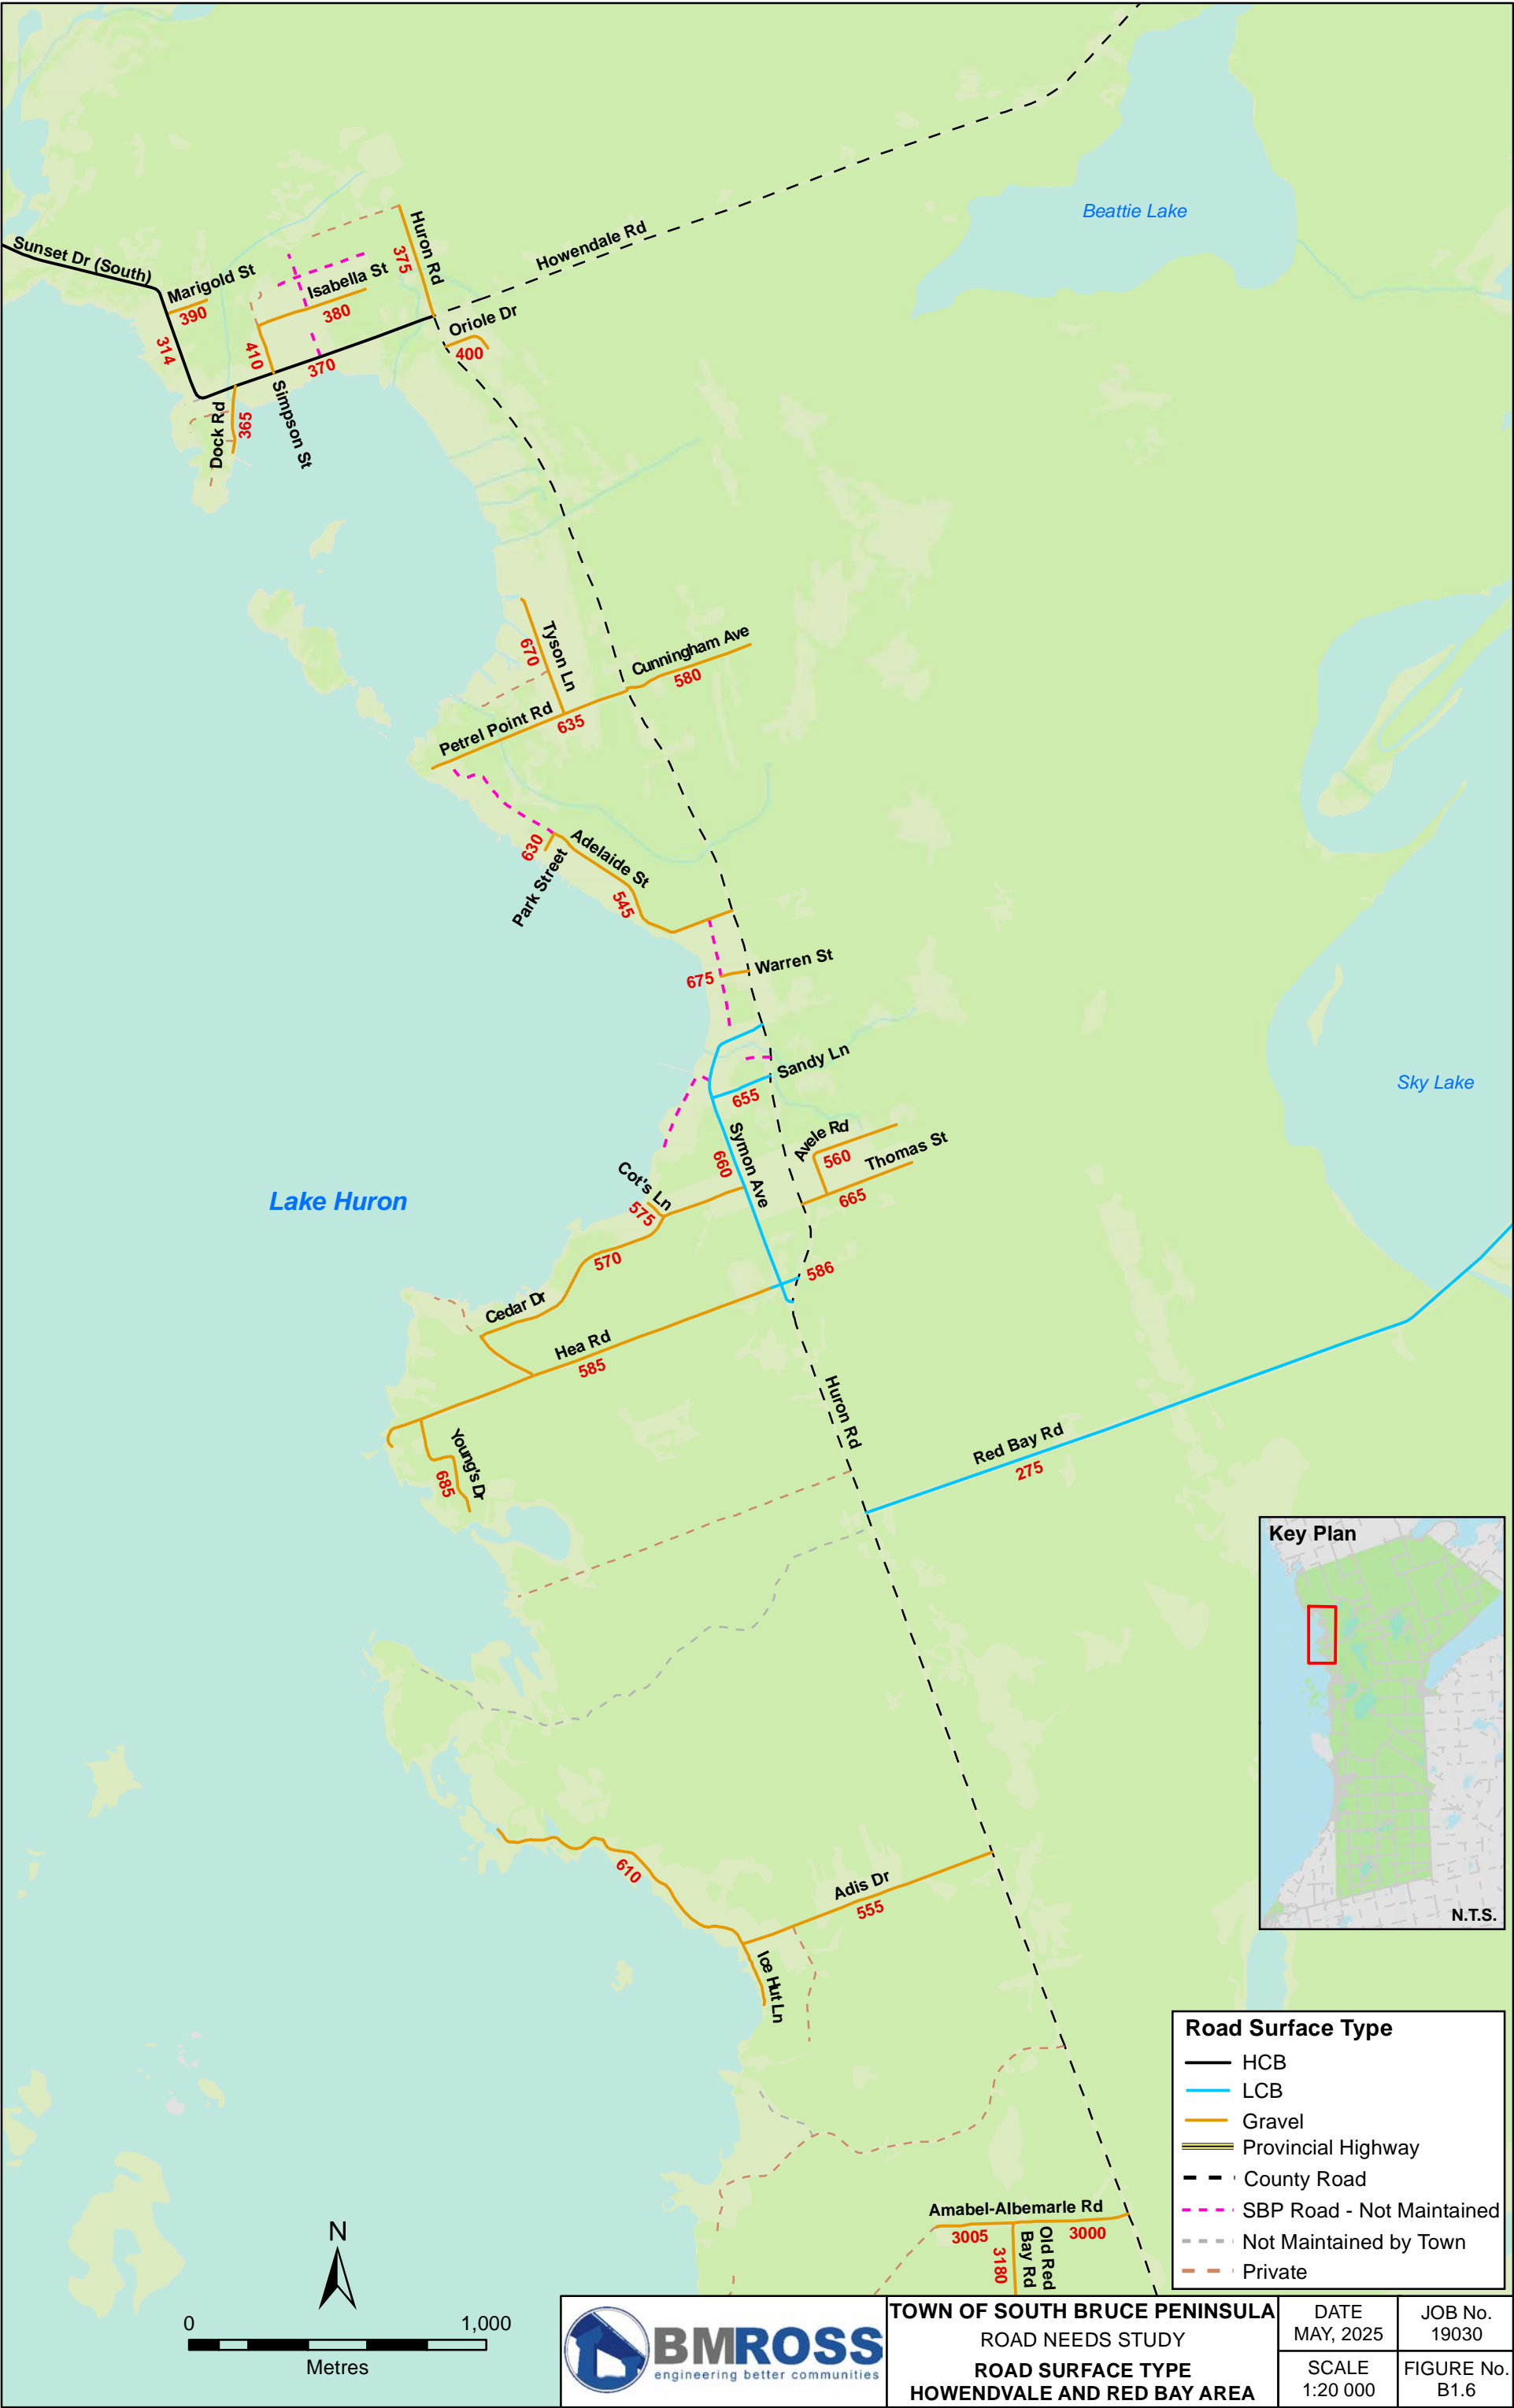 Beattie Lake
Howendale Rd
Huron Rd
375
Sunset Dr (South)
Marigold St
390
Isabella St
380
314
410
370
Oriole Dr
400
Dock Rd
365
Simpson St
Tyson Ln
670
Cunningham Ave
580
Petrel Point Rd
635
630
Park Street
Adelaide St
545
675
Warren St
Sandy Ln
655
Sky Lake
Symon Ave
660
Avele Rd
560
Thomas St
665
Lake Huron
Cot's Ln
575
570
586
Cedar Dr
Hea Rd
585
Huron Rd
Young's Dr
685
Red Bay Rd
275
Key Plan
N.T.S.
610
Adis Dr
555
Ice Hut Ln
Road Surface Type
HCB
LCB
Gravel
Provincial Highway
County Road
SBP Road - Not Maintained
Not Maintained by Town
Private
Amabel-Albemarle Rd
3005
3000
3180
Old Red
Bay Rd
N
0 1,000
Metres
BMROSS
engineering better communities
TOWN OF SOUTH BRUCE PENINSULA
ROAD NEEDS STUDY
ROAD SURFACE TYPE
HOWENDVALE AND RED BAY AREA
DATE
MAY, 2025
JOB No.
19030
SCALE
1:20 000
FIGURE No.
B1.6